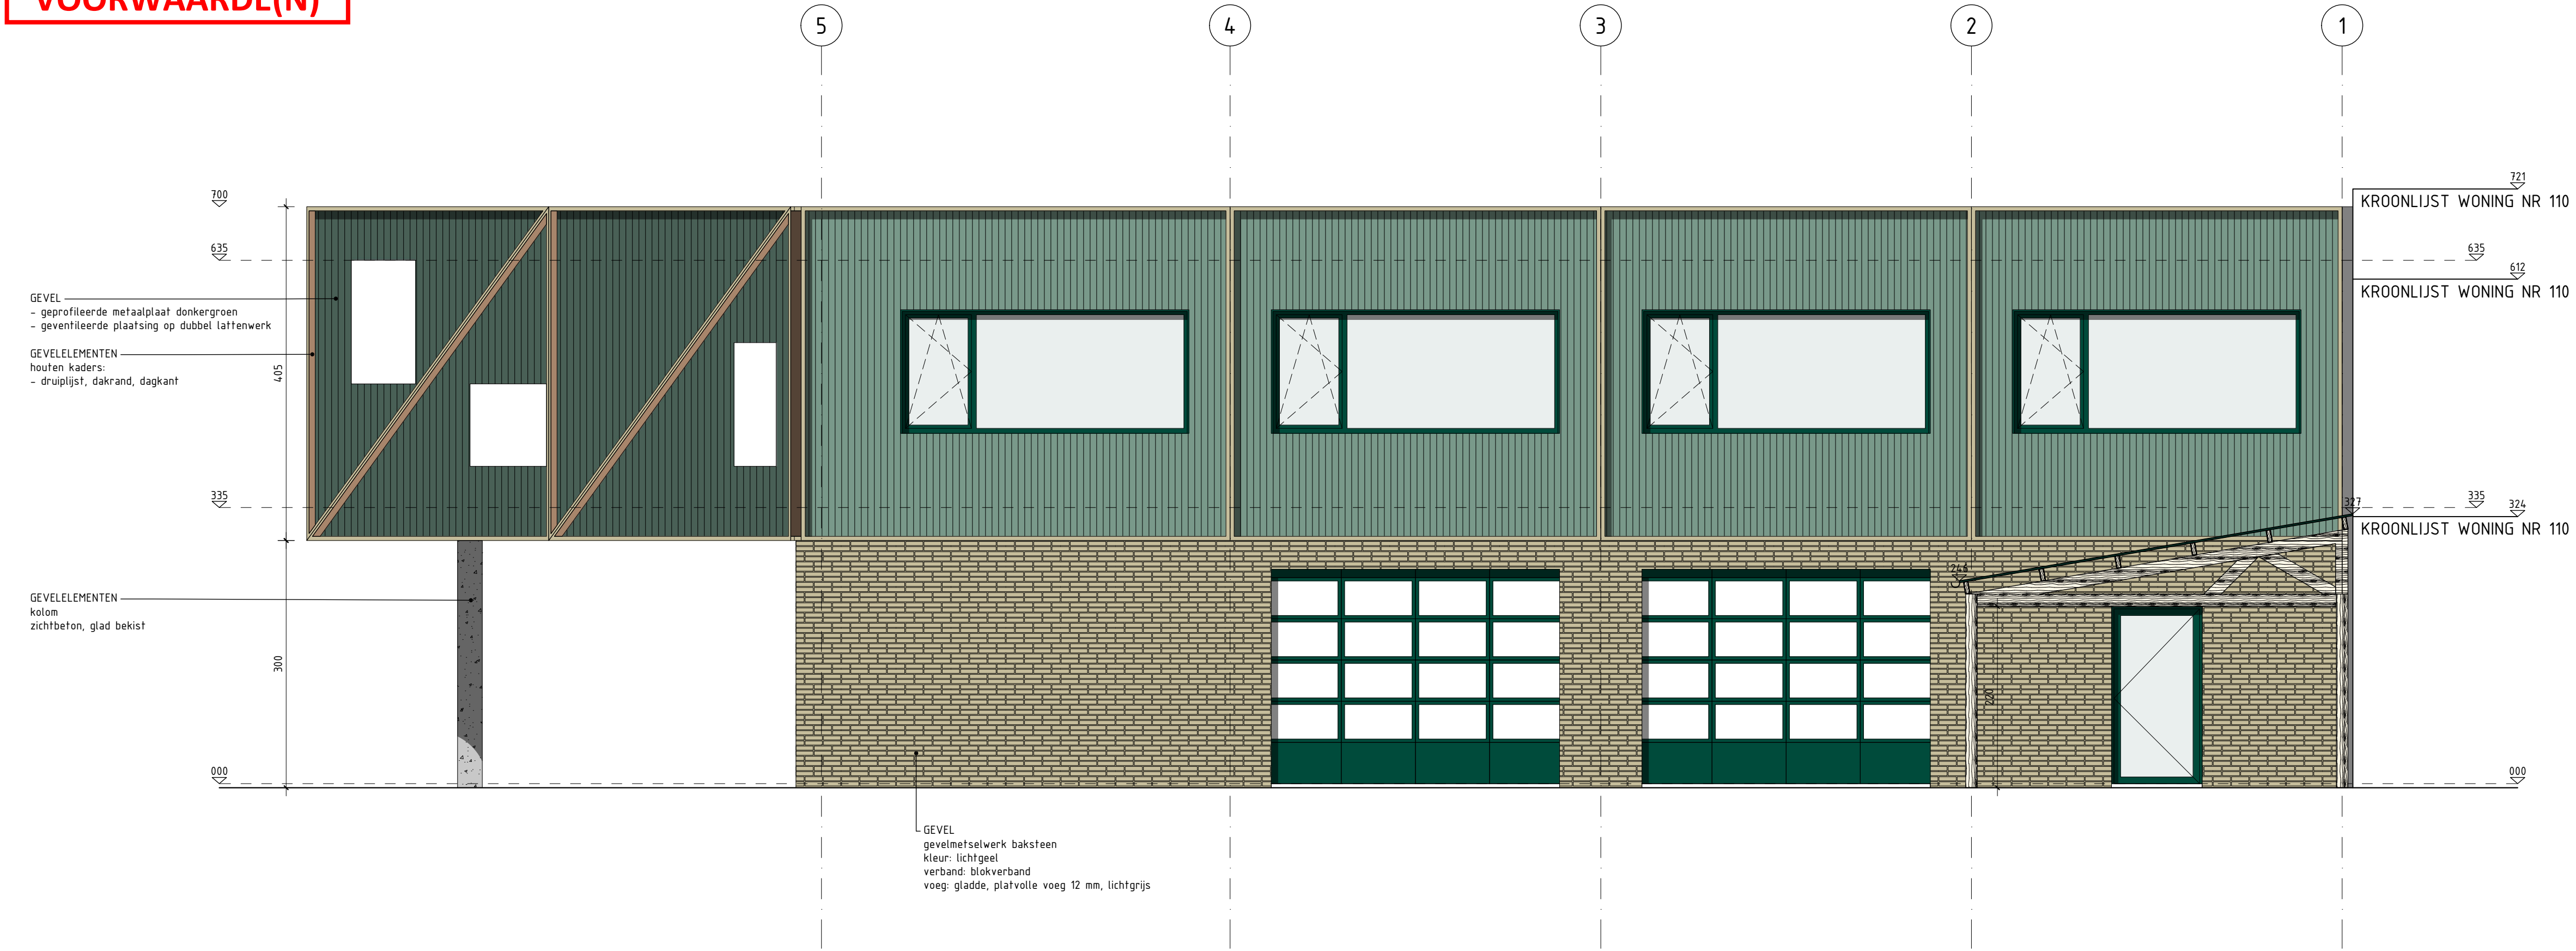 VOORWAARDE(N)
5
4
3
2
1
700
635
335
000
405
300
GEVEL
- geprofileerde metaalplaat donkergroen
- geventileerde plaatsing op dubbel lattenwerk
GEVELELEMENTEN
houten kaders:
- druiplijst, dakrand, dagkant
GEVELELEMENTEN
kolom
zichtbeton, glad bekist
GEVEL
gevelmetselwerk baksteen
kleur: lichtgeel
verband: blokverband
voeg: gladde, platvolle voeg 12 mm, lichtgrijs
246
220
327
721
KROONLIJST WONING NR 110
635
612
KROONLIJST WONING NR 110
335
324
KROONLIJST WONING NR 110
000